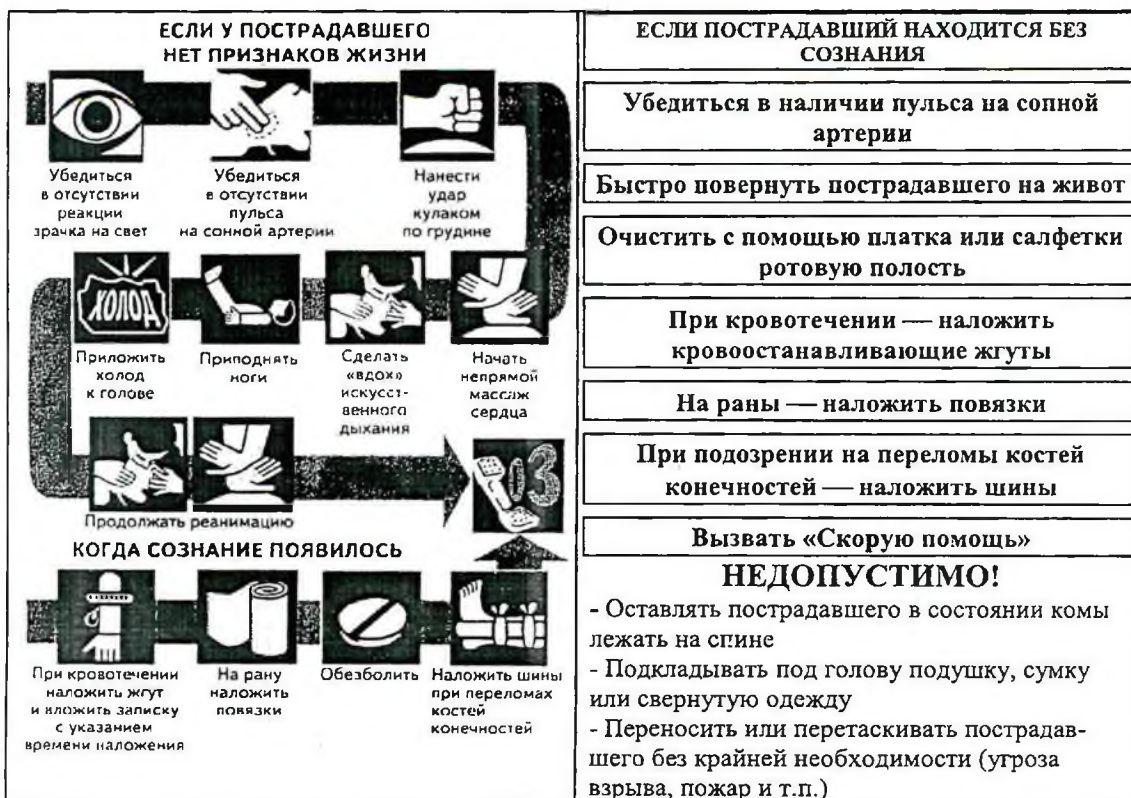 ЕСЛИ У ПОСТРАДАВШЕГО
НЕТ ПРИЗНАКОВ ЖИЗНИ
Убедиться
в отсутствии
реакции
зрачка на свет
Убедиться
в отсутствии
пульса
на сонной артерии
Нанести
удар
кулаком
по грудине
ХОЛОД
Приложить
холод
к голове
Приподнять
ноги
Сделать
«вдох»
искусст-
венного
дыхания
Начать
непрямой
массаж
сердца
Продолжать реанимацию
03
КОГДА СОЗНАНИЕ ПОЯВИЛОСЬ
При кровотечении
наложить жгут
и вложить записку
с указанием
времени наложения
На рану
наложить
повязки
Обезболить
Наложить шины
при переломах
костей
конечностей
ЕСЛИ ПОСТРАДАВШИЙ НАХОДИТСЯ БЕЗ
СОЗНАНИЯ
Убедиться в наличии пульса на сонной
артерии
Быстро повернуть пострадавшего на живот
Очистить с помощью платка или салфетки
ротовую полость
При кровотечении — наложить
кровоостанавливающие жгуты
На раны — наложить повязки
При подозрении на переломы костей
конечностей — наложить шины
Вызвать «Скорую помощь»
НЕДОПУСТИМО!
- Оставлять пострадавшего в состоянии комы
лежать на спине
- Подкладывать под голову подушку, сумку
или свернутую одежду
- Переносить или перетаскивать пострадав-
шего без крайней необходимости (угроза
взрыва, пожар и т.п.)